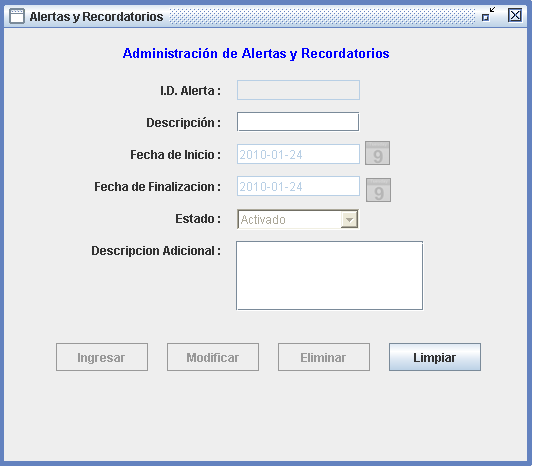 Alertas y Recordatorios
Administración de Alertas y Recordatorios
I.D. Alerta :
Descripción :
Fecha de Inicio : 2010-01-24 9
Fecha de Finalizacion : 2010-01-24 9
Estado : Activado
Descripcion Adicional :
Ingresar Modificar Eliminar Limpiar